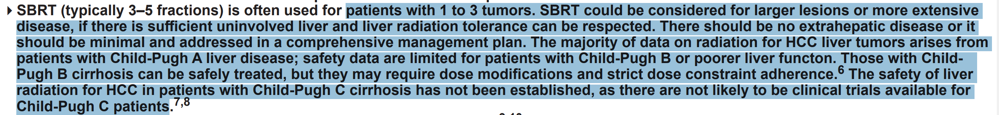 ▸ SBRT (typically 3–5 fractions) is often used for patients with 1 to 3 tumors. SBRT could be considered for larger lesions or more extensive
disease, if there is sufficient uninvolved liver and liver radiation tolerance can be respected. There should be no extrahepatic disease or it
should be minimal and addressed in a comprehensive management plan. The majority of data on radiation for HCC liver tumors arises from
patients with Child-Pugh A liver disease; safety data are limited for patients with Child-Pugh B or poorer liver functon. Those with Child-
Pugh B cirrhosis can be safely treated, but they may require dose modifications and strict dose constraint adherence.6 The safety of liver
radiation for HCC in patients with Child-Pugh C cirrhosis has not been established, as there are not likely to be clinical trials available for
Child-Pugh C patients.7,8